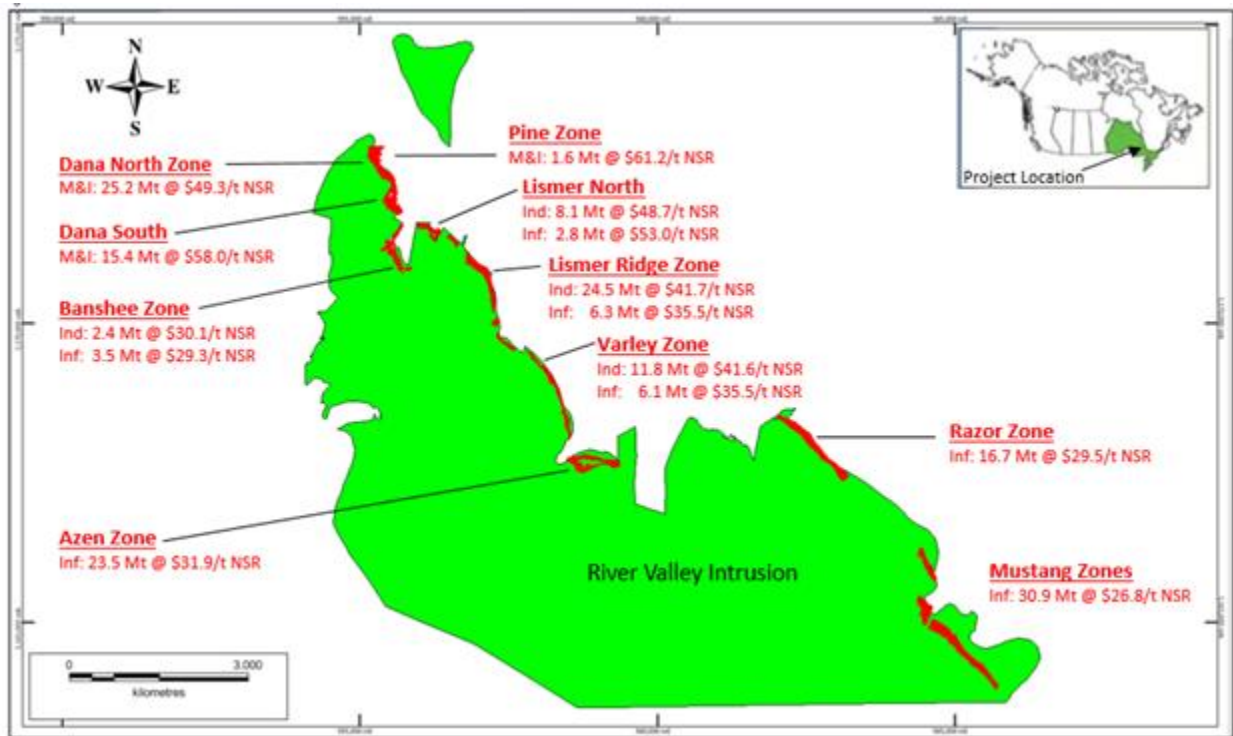 N
W E
S
Project Location
Pine Zone
M&I: 1.6 Mt @ $61.2/t NSR
Dana North Zone
M&I: 25.2 Mt @ $49.3/t NSR
Lismer North
Ind: 8.1 Mt @ $48.7/t NSR
Inf: 2.8 Mt @ $53.0/t NSR
Dana South
M&I: 15.4 Mt @ $58.0/t NSR
Lismer Ridge Zone
Ind: 24.5 Mt @ $41.7/t NSR
Inf: 6.3 Mt @ $35.5/t NSR
Banshee Zone
Ind: 2.4 Mt @ $30.1/t NSR
Inf: 3.5 Mt @ $29.3/t NSR
Varley Zone
Ind: 11.8 Mt @ $41.6/t NSR
Inf: 6.1 Mt @ $35.5/t NSR
Razor Zone
Inf: 16.7 Mt @ $29.5/t NSR
Azen Zone
Inf: 23.5 Mt @ $31.9/t NSR
River Valley Intrusion
Mustang Zones
Inf: 30.9 Mt @ $26.8/t NSR
0 3.000
kilometres